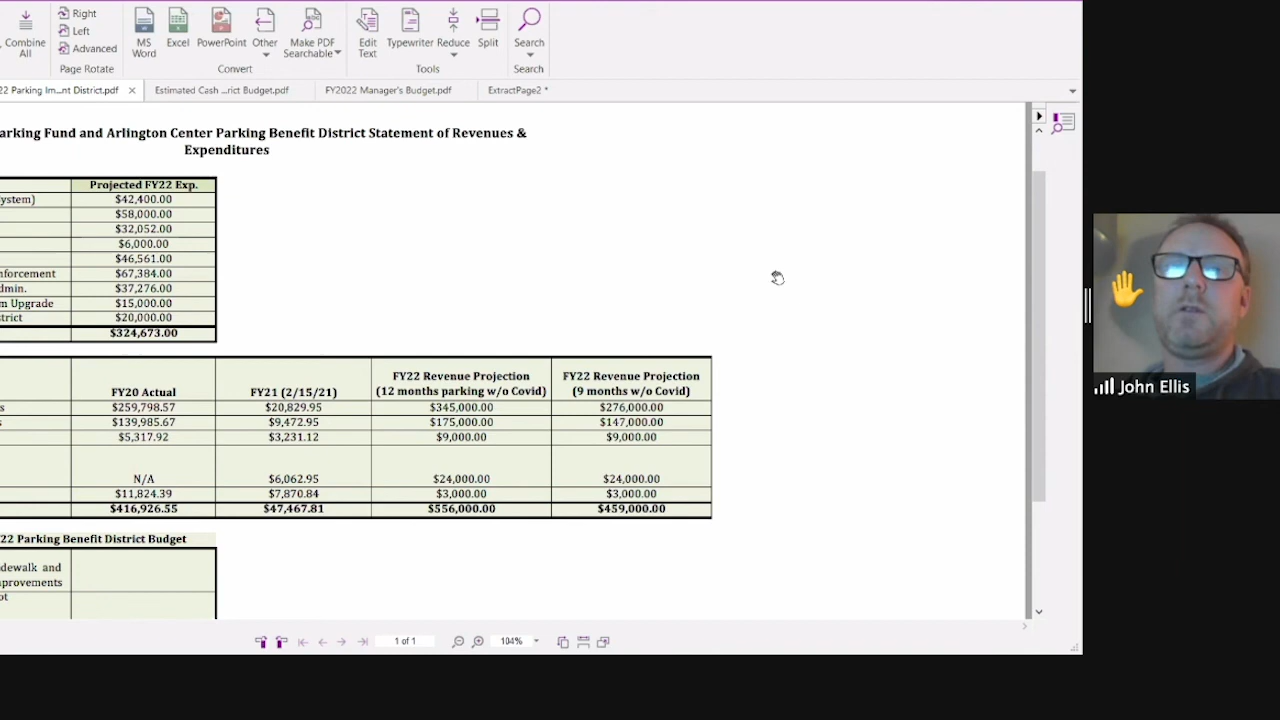 Combine All
Right
Left
Advanced
Page Rotate
MS Word
Excel
PowerPoint
Other
Make PDF Searchable
Convert
Edit Text
Typewriter
Reduce
Split
Tools
Search
Search
22 Parking Im...nt District.pdf
Estimated Cash ...rict Budget.pdf
FY2022 Manager's Budget.pdf
ExtractPage2 *
arking Fund and Arlington Center Parking Benefit District Statement of Revenues &
Expenditures
Projected FY22 Exp.
ystem) $42,400.00
$58,000.00
$32,052.00
$6,000.00
$46,561.00
nforcement $67,384.00
dmin. $37,276.00
m Upgrade $15,000.00
strict $20,000.00
$324,673.00
FY22 Revenue Projection FY22 Revenue Projection
FY20 Actual FY21 (2/15/21) (12 months parking w/o Covid) (9 months w/o Covid)
s $259,798.57 $20,829.95 $345,000.00 $276,000.00
s $139,985.67 $9,472.95 $175,000.00 $147,000.00
$5,317.92 $3,231.12 $9,000.00 $9,000.00
N/A $6,062.95 $24,000.00 $24,000.00
$11,824.39 $7,870.84 $3,000.00 $3,000.00
$416,926.55 $47,467.81 $556,000.00 $459,000.00
22 Parking Benefit District Budget
dewalk and
mprovements
ot
1 of 1
104%
John Ellis